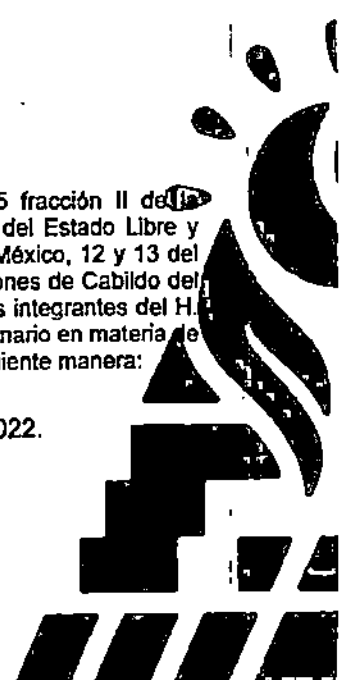 5 fracción II de la
del Estado Libre y
México, 12 y 13 del
ones de Cabildo del
s integrantes del H.
nario en materia de
iente manera:
022.